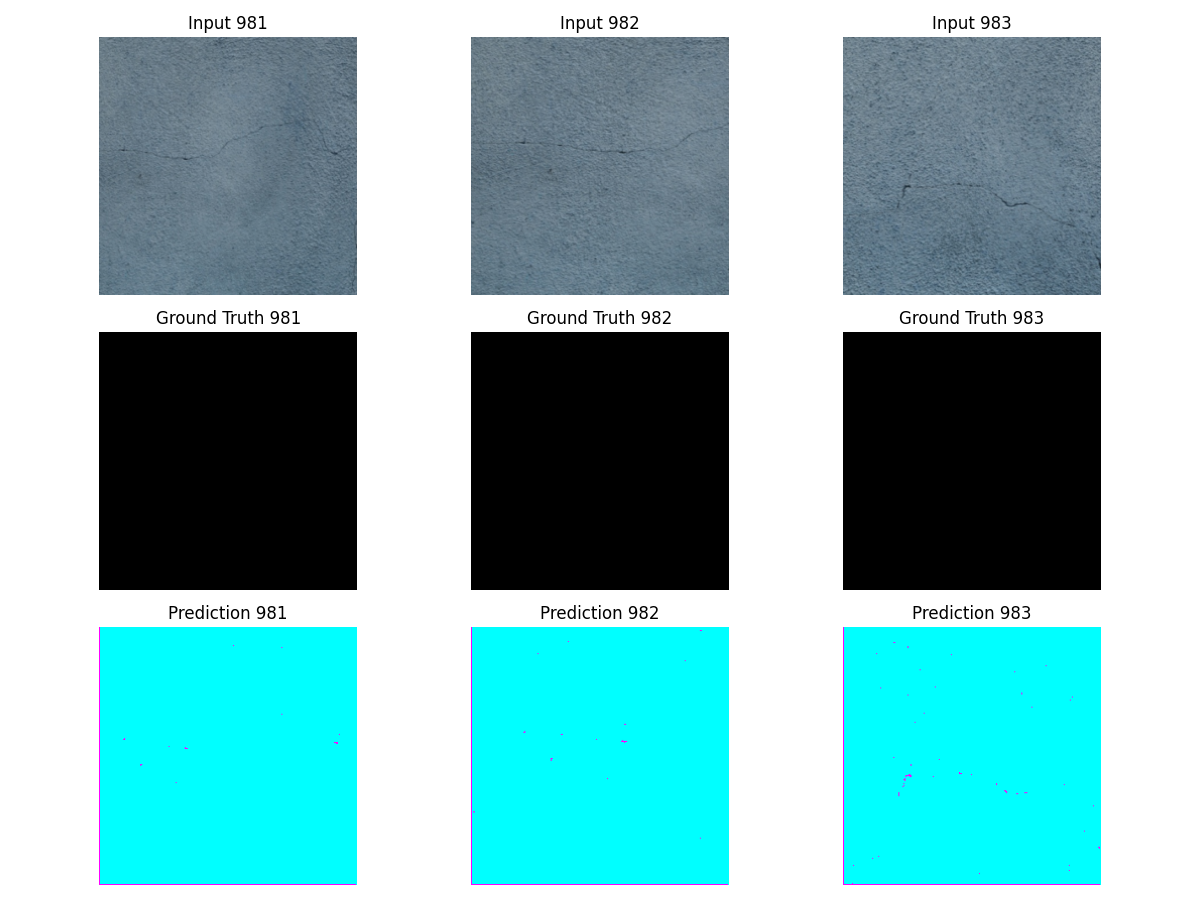 Input 981
Input 982
Input 983
Ground Truth 981
Ground Truth 982
Ground Truth 983
Prediction 981
Prediction 982
Prediction 983